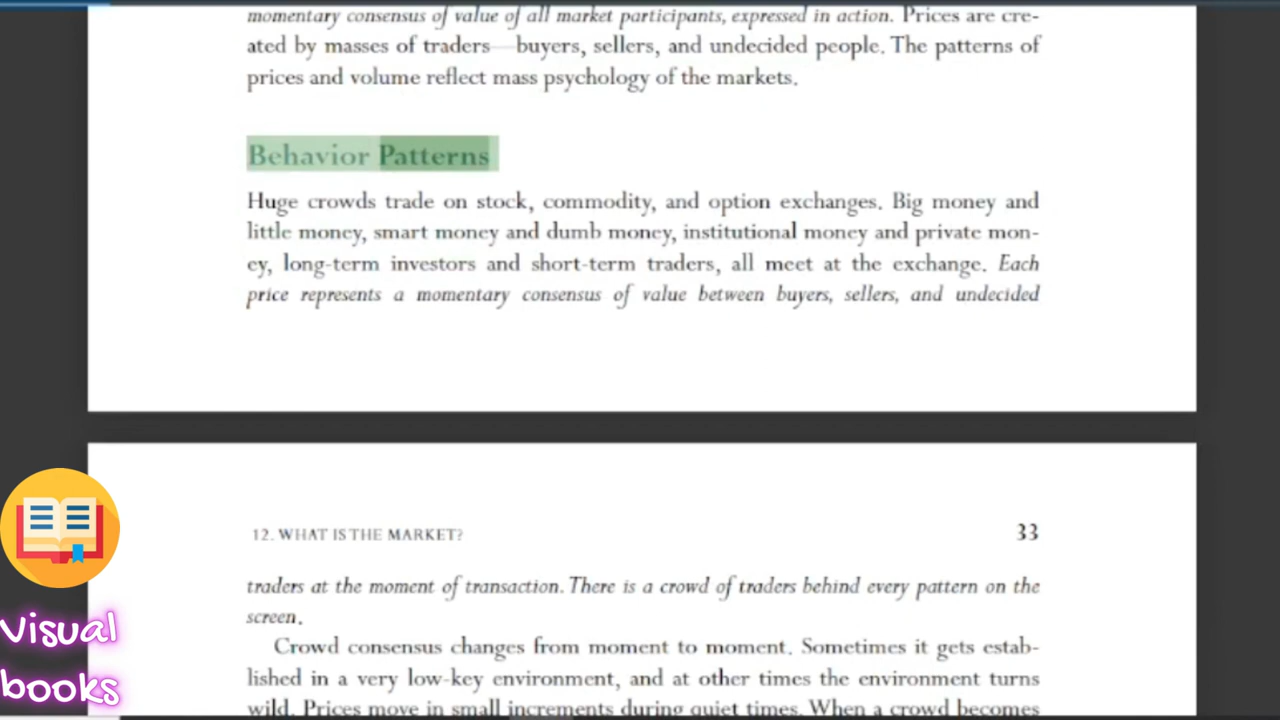 momentary consensus of value of all market participants, expressed in action. Prices are cre-
ated by masses of traders—buyers, sellers, and undecided people. The patterns of
prices and volume reflect mass psychology of the markets.
Behavior Patterns
Huge crowds trade on stock, commodity, and option exchanges. Big money and
little money, smart money and dumb money, institutional money and private mon-
ey, long-term investors and short-term traders, all meet at the exchange. Each
price represents a momentary consensus of value between buyers, sellers, and undecided
12. WHAT IS THE MARKET?
33
traders at the moment of transaction. There is a crowd of traders behind every pattern on the
screen.
Crowd consensus changes from moment to moment. Sometimes it gets estab-
lished in a very low-key environment, and at other times the environment turns
wild. Prices move in small increments during quiet times. When a crowd becomes
Visual
books